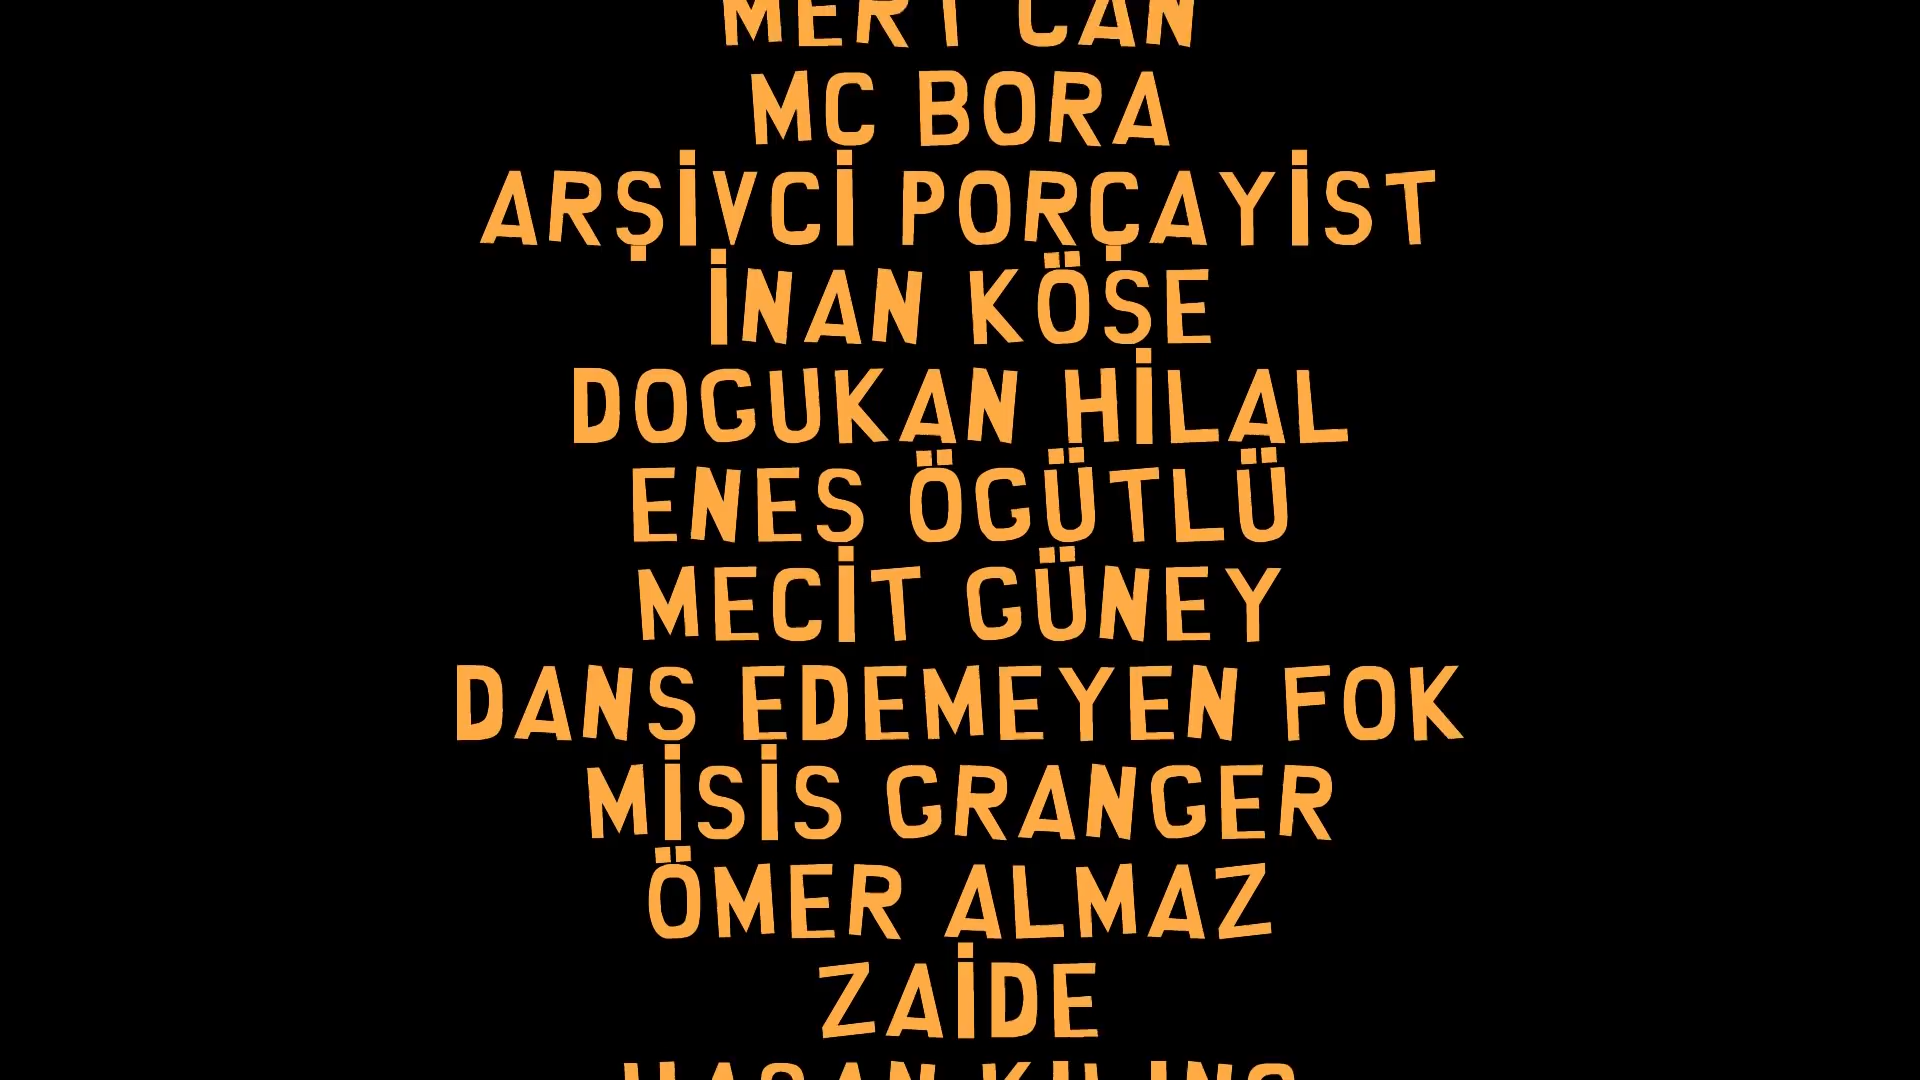 MERT CAN
MC BORA
ARŞİVCİ PORÇAYİST
İNAN KÖSE
DOGUKAN HİLAL
ENES ÖGÜTLÜ
MECİT GÜNEY
DANS EDEMEYEN FOK
MİSİS GRANGER
ÖMER ALMAZ
ZAİDE
HASAN